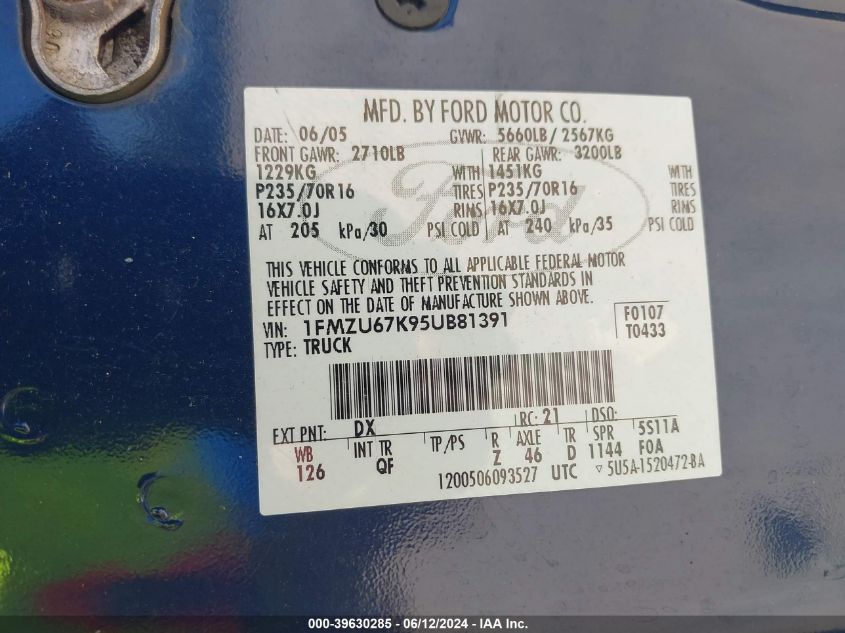 MFD. BY FORD MOTOR CO.
DATE: 06/05 GVWR: 5660LB/ 2567KG
FRONT GAWR: 2710LB REAR GAWR: 3200LB
1229KG WITH 1451KG WITH
P235/70R16 TIRES P235/70R16 TIRES
16X7.0J RIMS 16X7.0J RIMS
AT 205 kPa/30 PSI COLD AT 240 kPa/35 PSI COLD
Ford
THIS VEHICLE CONFORMS TO ALL APPLICABLE FEDERAL MOTOR
VEHICLE SAFETY AND THEFT PREVENTION STANDARDS IN
EFFECT ON THE DATE OF MANUFACTURE SHOWN ABOVE.
VIN: 1FMZU67K95UB81391 F0107
TYPE: TRUCK T0433
EXT PNT: DX RC: 21 DSO:
WB INT TR TP/PS R AXLE TR SPR 5S11A
126 QF Z 46 D 1144 F0A
1200506093527 UTC ▽ 5U5A-1520472-BA
000-39630285 - 06/12/2024 - IAA Inc.